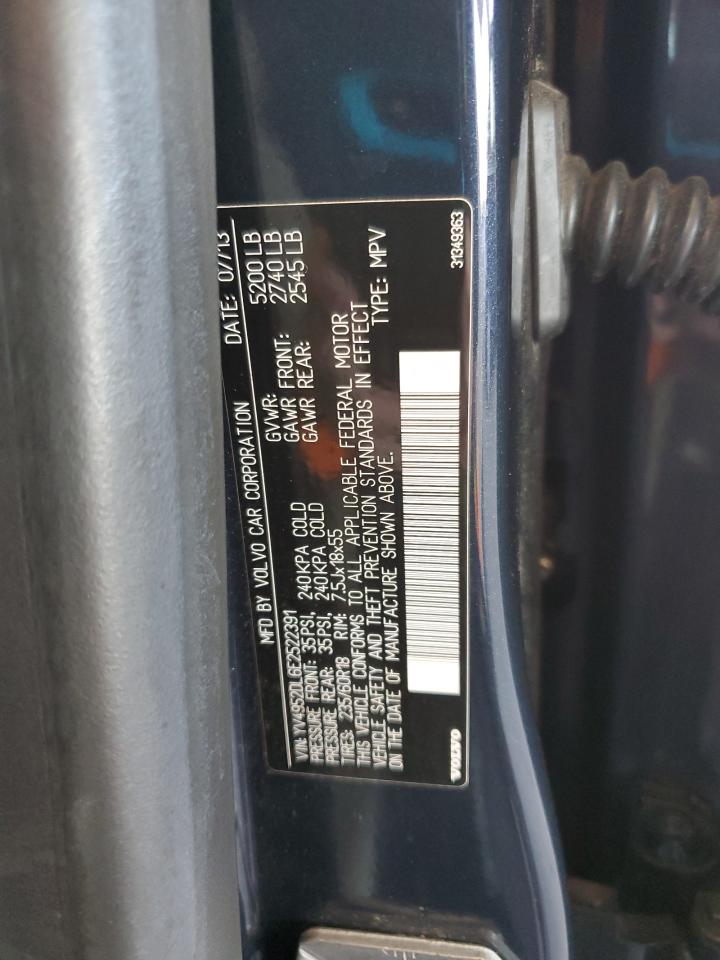 MFD BY VOLVO CAR CORPORATION DATE: 07/13
GVWR: 5200 LB
VIN: YV4952DL6E2522391 GAWR FRONT: 2740 LB
PRESSURE FRONT: 35 PSI, 240 KPA COLD GAWR REAR: 2545 LB
PRESSURE REAR: 35 PSI, 240 KPA COLD
TIRES: 235/60R18 RIM: 7.5Jx18x55
THIS VEHICLE CONFORMS TO ALL APPLICABLE FEDERAL MOTOR
VEHICLE SAFETY AND THEFT PREVENTION STANDARDS IN EFFECT
ON THE DATE OF MANUFACTURE SHOWN ABOVE. TYPE: MPV
VOLVO 31349363